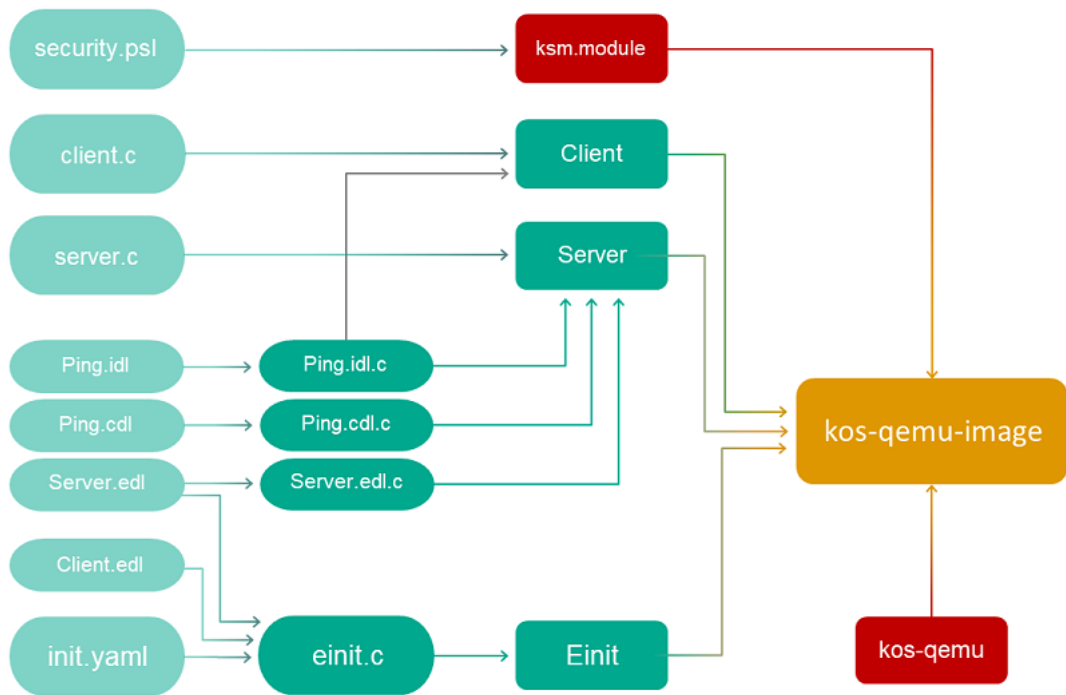 security.psl
ksm.module
client.c
Client
server.c
Server
Ping.idl
Ping.idl.c
Ping.cdl
Ping.cdl.c
kos-qemu-image
Server.edl
Server.edl.c
Client.edl
init.yaml
einit.c
Einit
kos-qemu